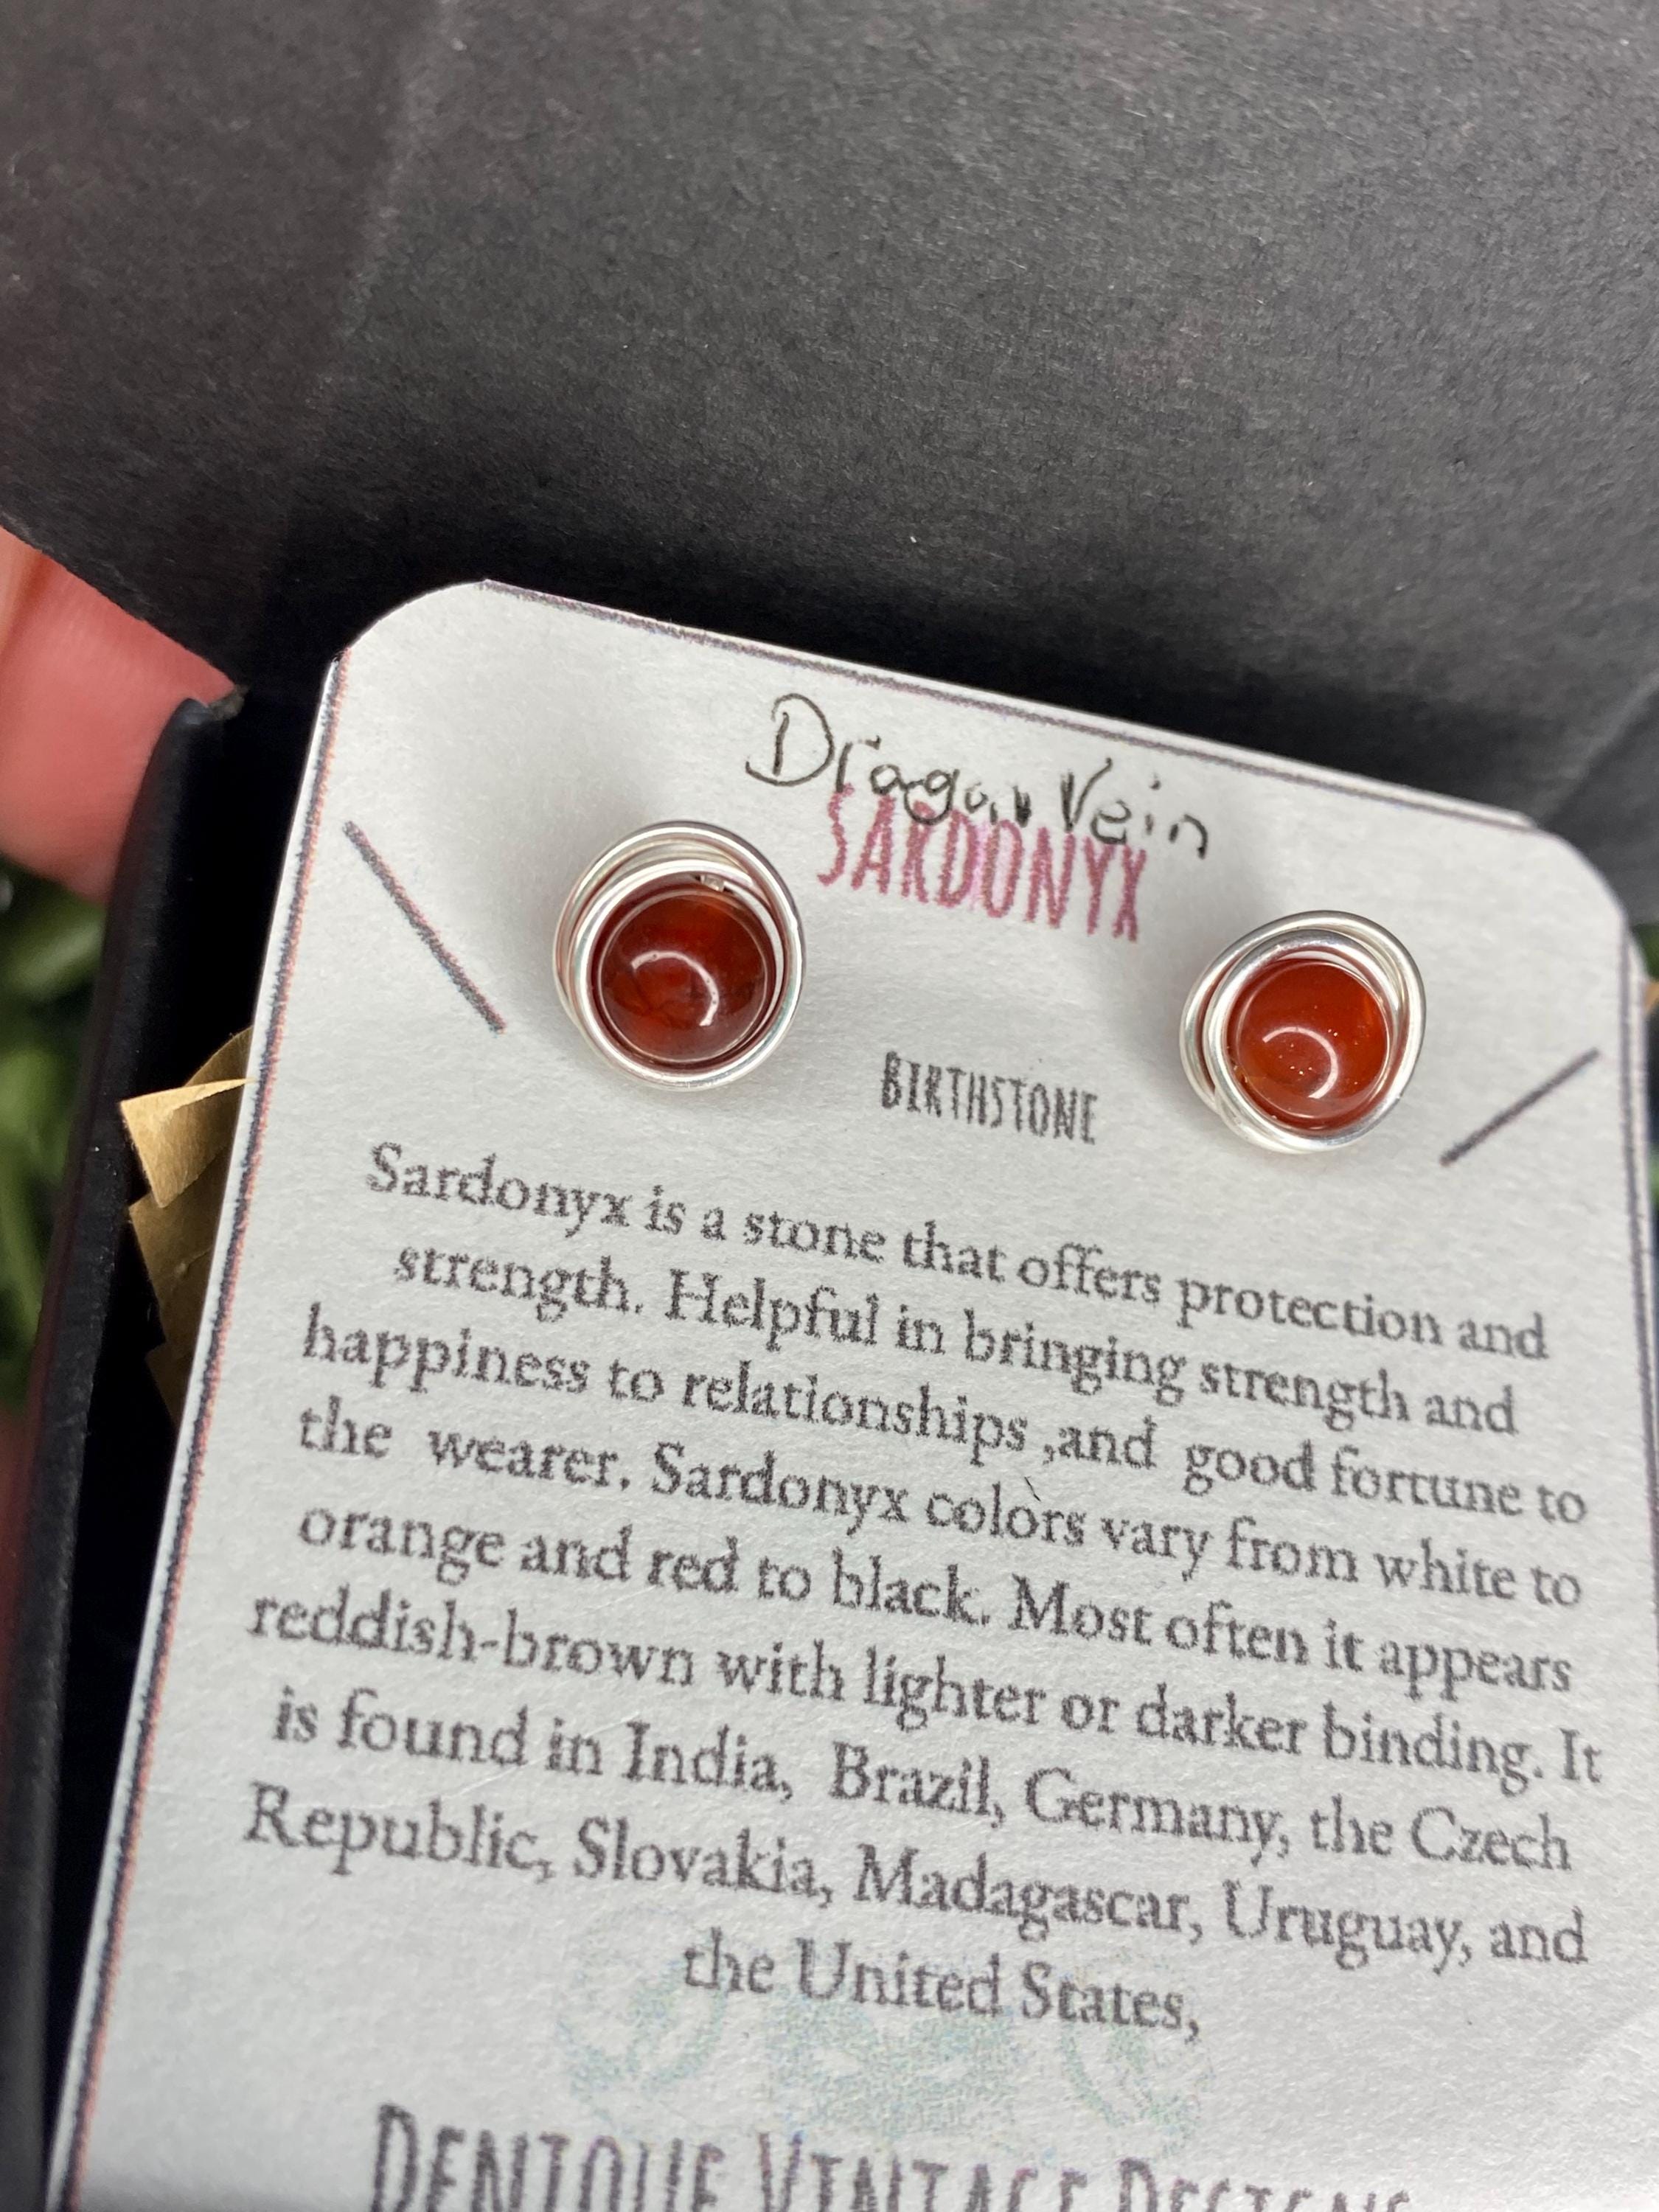 Dragon Vein
SARDONYX
BIRTHSTONE
Sardonyx is a stone that offers protection and
strength. Helpful in bringing strength and
happiness to relationships ,and good fortune to
the wearer. Sardonyx colors vary from white to
orange and red to black. Most often it appears
reddish-brown with lighter or darker binding. It
is found in India, Brazil, Germany, the Czech
Republic, Slovakia, Madagascar, Uruguay, and
the United States,
DENIQUE VINTAGE DESIGNS